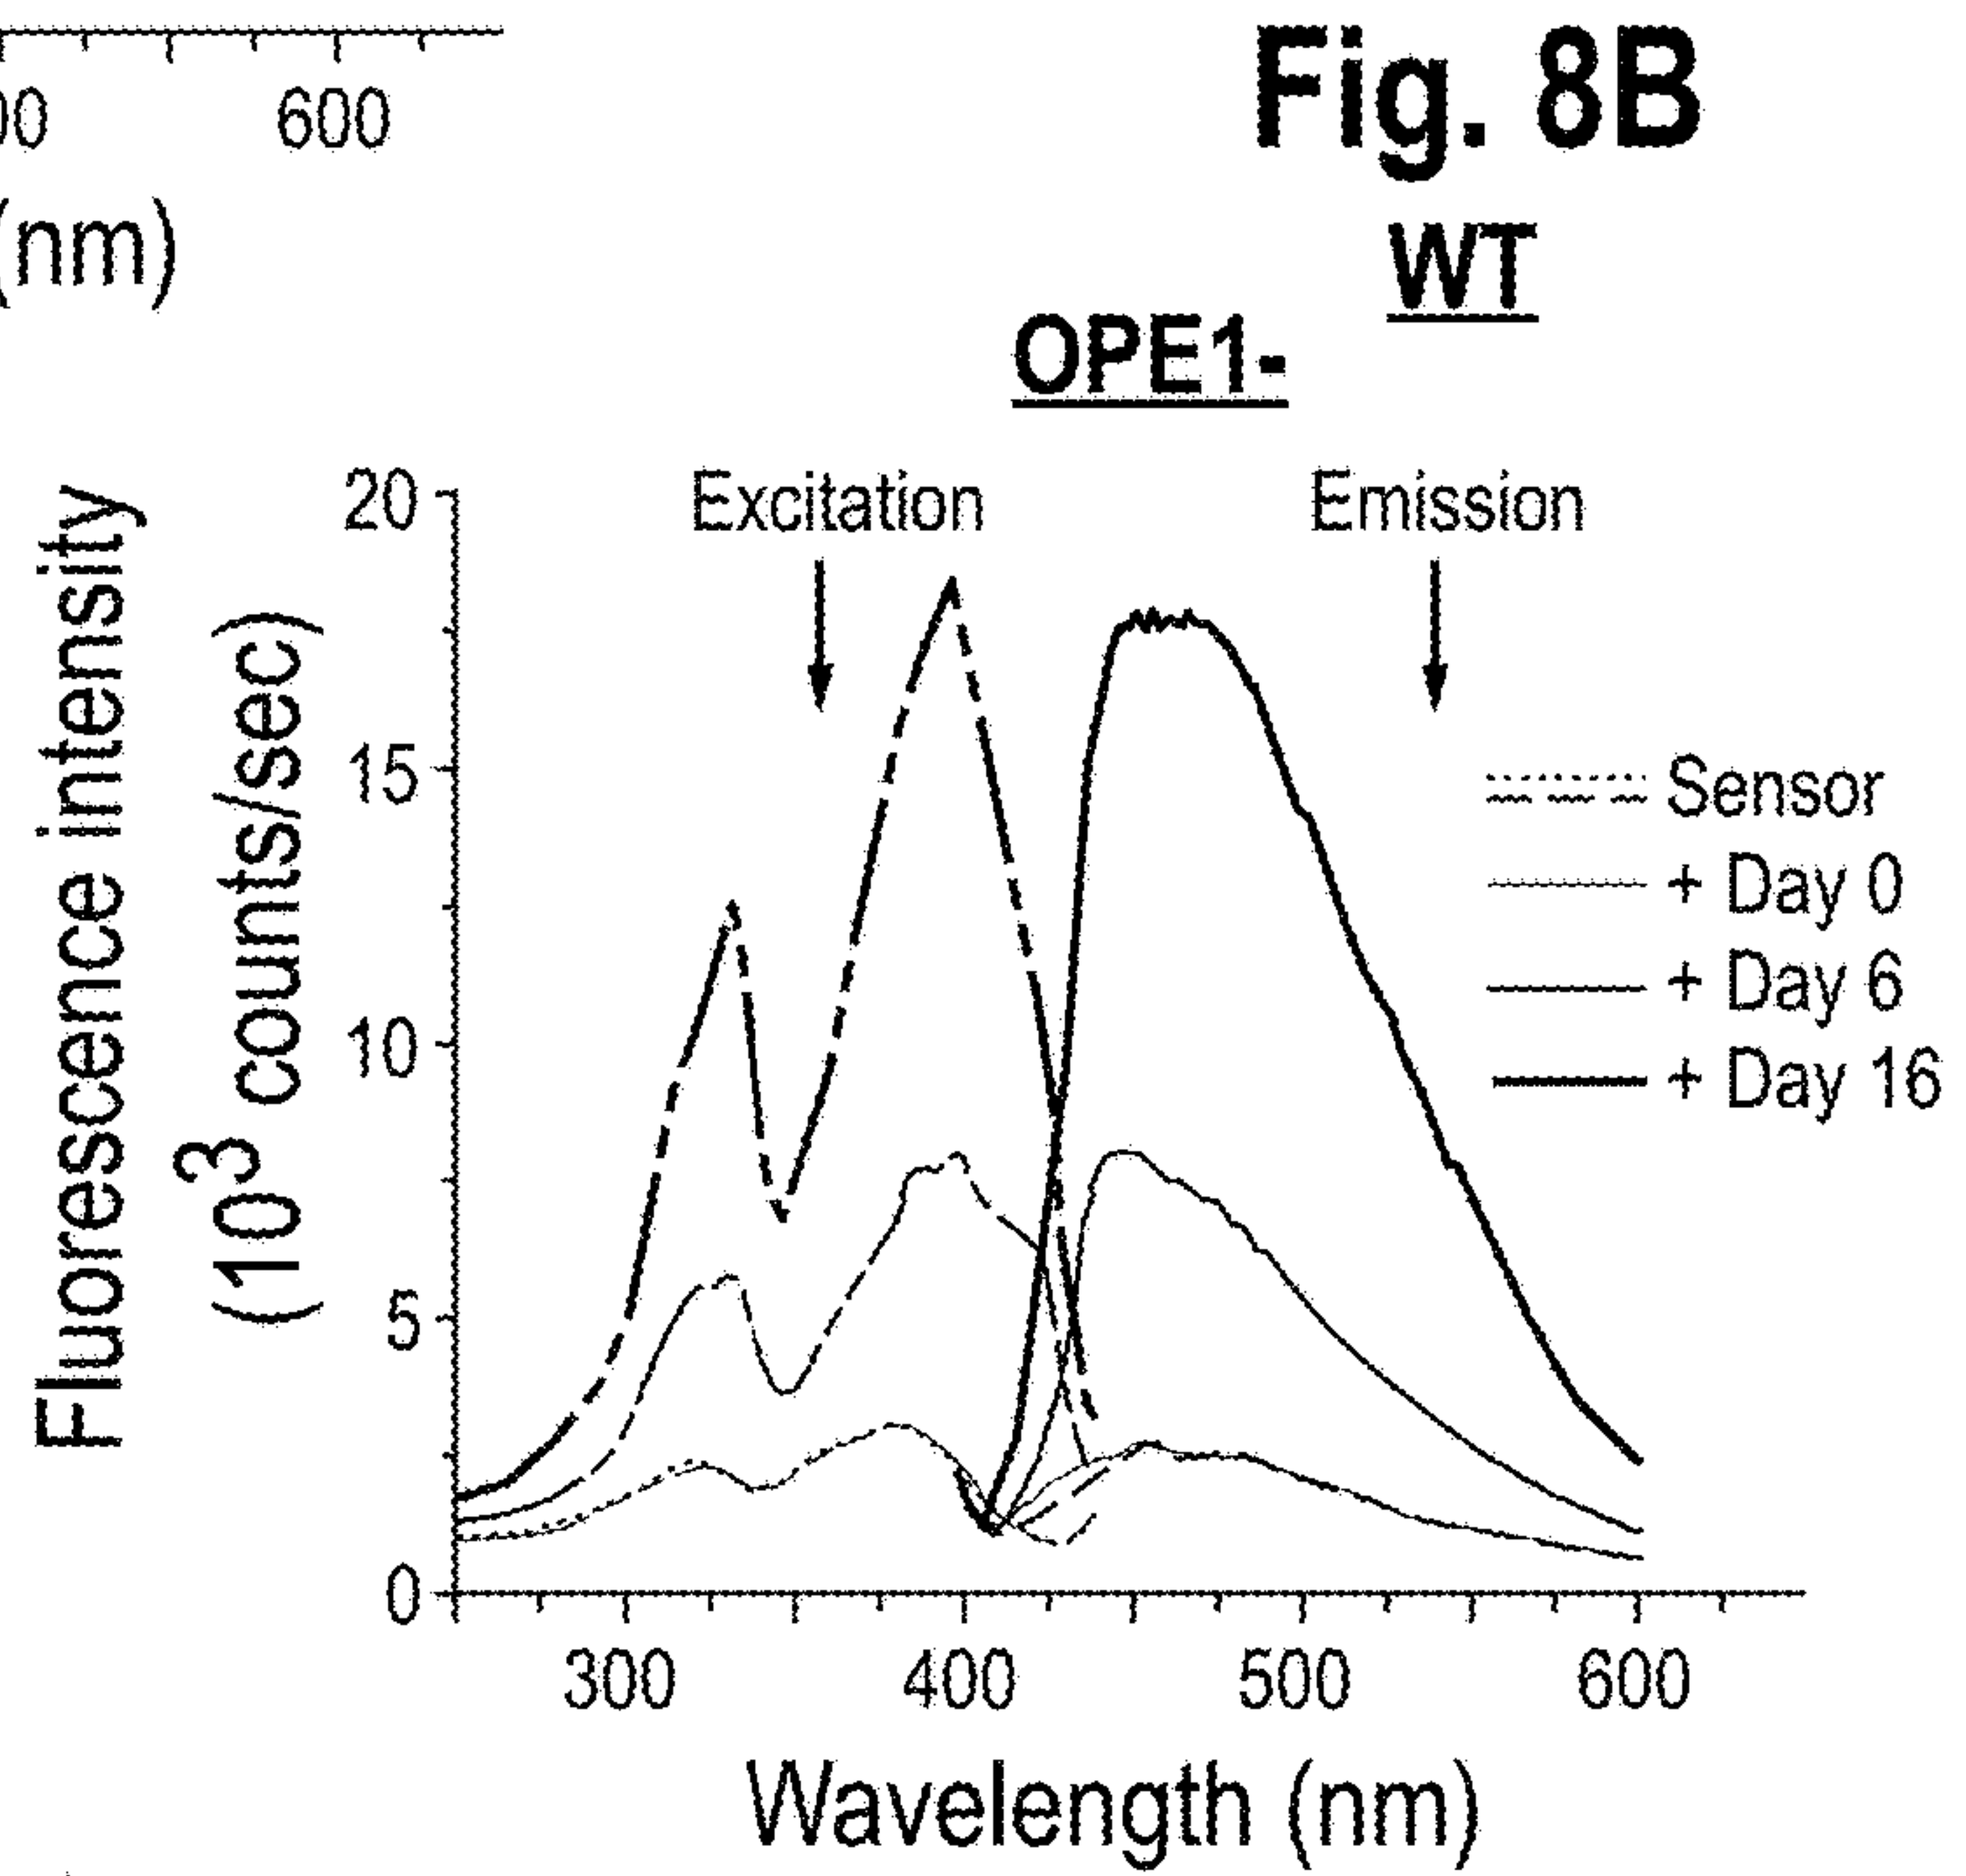 600
(nm)
Fig. 8B
WT
OPE1-
Excitation
Emission
Fluorescence intensity
(10³ counts/sec)
20
15
10
5
0
Sensor
+ Day 0
+ Day 6
+ Day 16
300 400 500 600
Wavelength (nm)